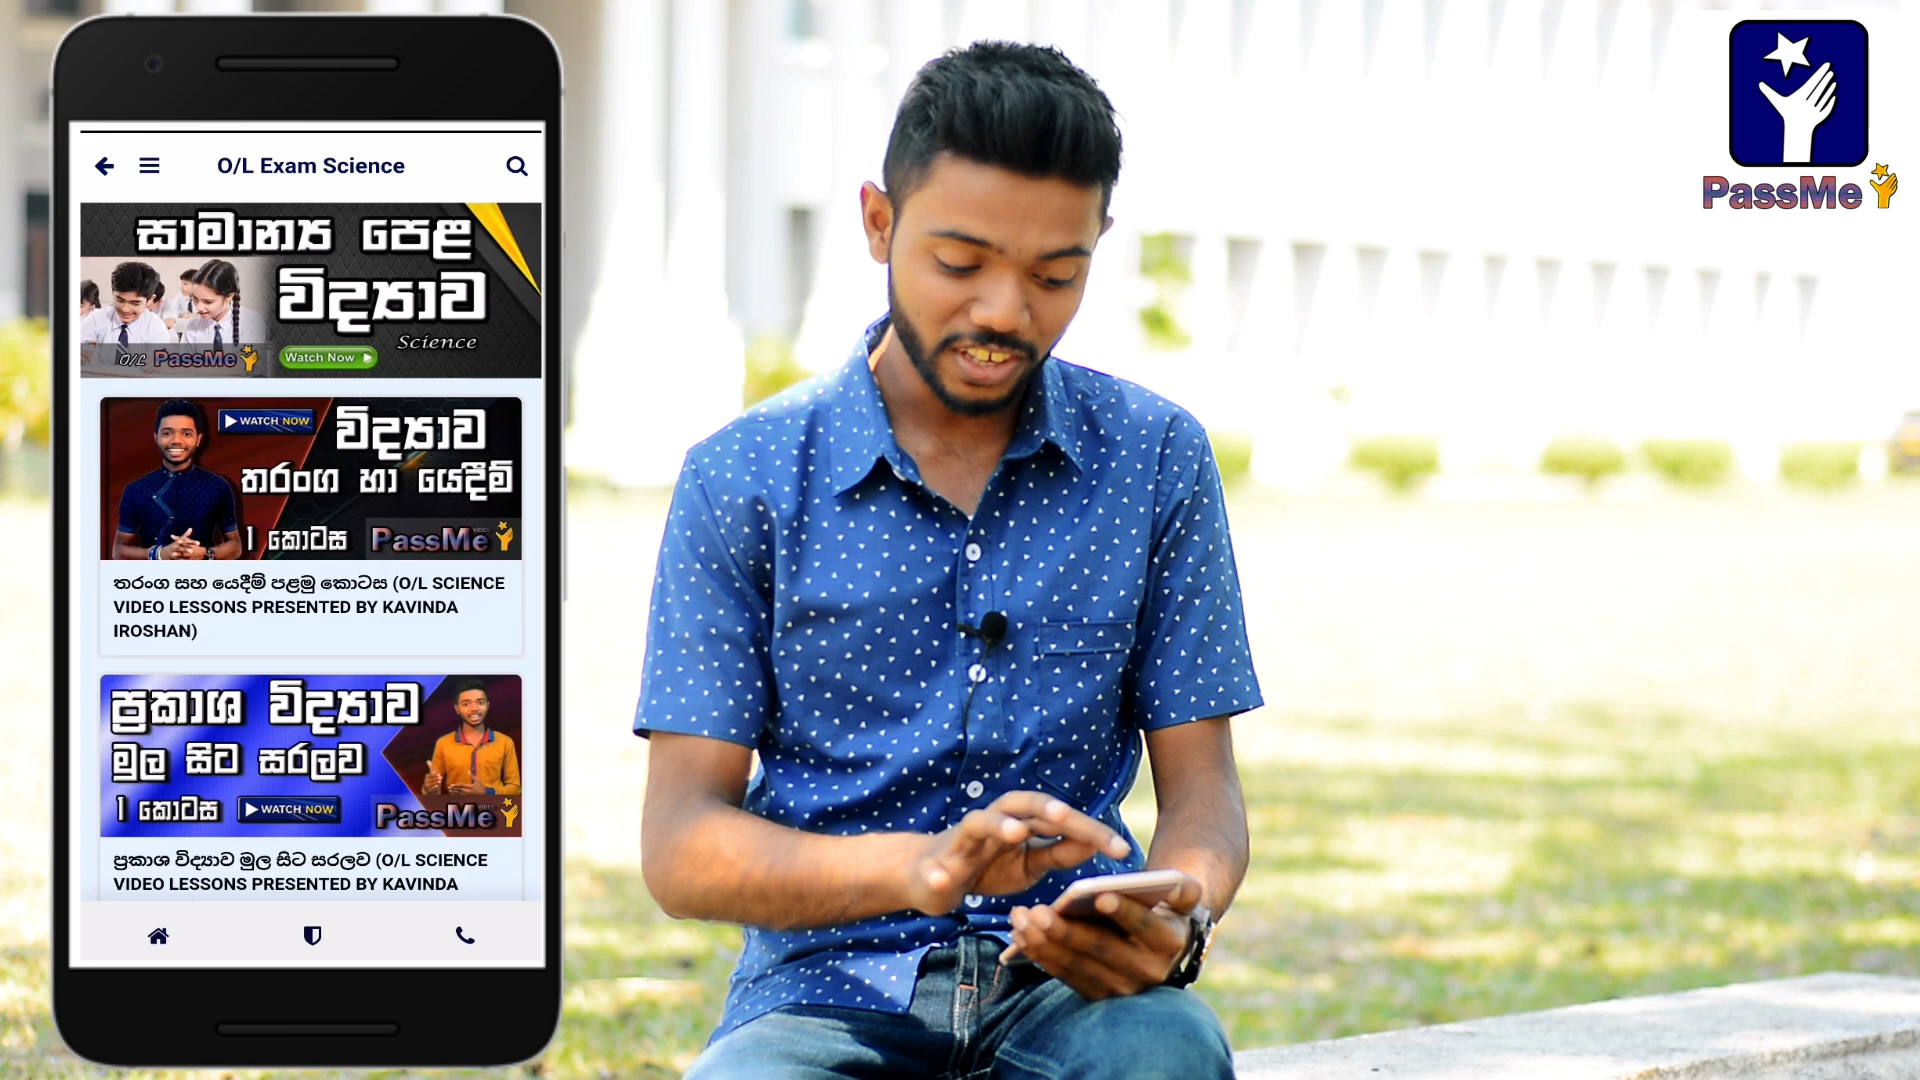 O/L Exam Science
සාමාන්‍ය පෙළ
විද්‍යාව
Science
O/L PassMe
Watch Now
WATCH NOW
විද්‍යාව
තරංග හා යෙදීම්
1 කොටස
PassMe
VIDEO
තරංග සහ යෙදීම් පළමු කොටස (O/L SCIENCE
VIDEO LESSONS PRESENTED BY KAVINDA
IROSHAN)
ප්‍රකාශ විද්‍යාව
මුල සිට සරලව
1 කොටස
WATCH NOW
PassMe
VIDEO
ප්‍රකාශ විද්‍යාව මුල සිට සරලව (O/L SCIENCE
VIDEO LESSONS PRESENTED BY KAVINDA
PassMe